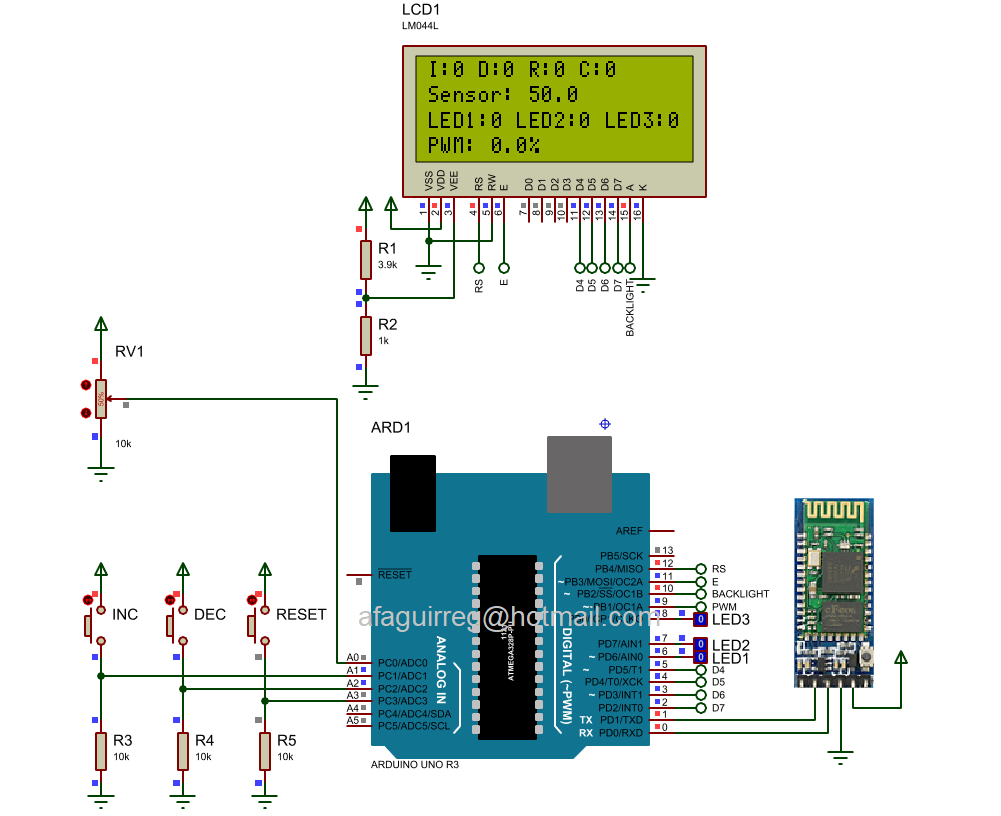 LCD1
LM044L
I:0 D:0 R:0 C:0
Sensor: 50.0
LED1:0 LED2:0 LED3:0
PWM: 0.0%
VSS VDD VEE RS RW E D0 D1 D2 D3 D4 D5 D6 D7 A K
1 2 3 4 5 6 7 8 9 10 11 12 13 14 15 16
RS E D4 D5 D6 D7 BACKLIGHT
R1
3.9k
R2
1k
RV1
50%
10k
ARD1
AREF
PB5/SCK 13
RESET
PB4/MISO 12 RS
~PB3/MOSI/OC2A 11 E
~PB2/SS/OC1B 10 BACKLIGHT
~PB1/OC1A 9 PWM
8 0 LED3
afaguirreg@hotmail.com
PD7/AIN1 7 0 LED2
~ PD6/AIN0 6 0 LED1
~ PD5/T1 5 D4
PD4/T0/XCK 4 D5
~ PD3/INT1 3 D6
PD2/INT0 2 D7
TX PD1/TXD 1
RX PD0/RXD 0
DIGITAL (~PWM)
ANALOG IN
A0 PC0/ADC0
A1 PC1/ADC1
A2 PC2/ADC2
A3 PC3/ADC3
A4 PC4/ADC4/SDA
A5 PC5/ADC5/SCL
INC
DEC
RESET
R3
10k
R4
10k
R5
10k
ARDUINO UNO R3